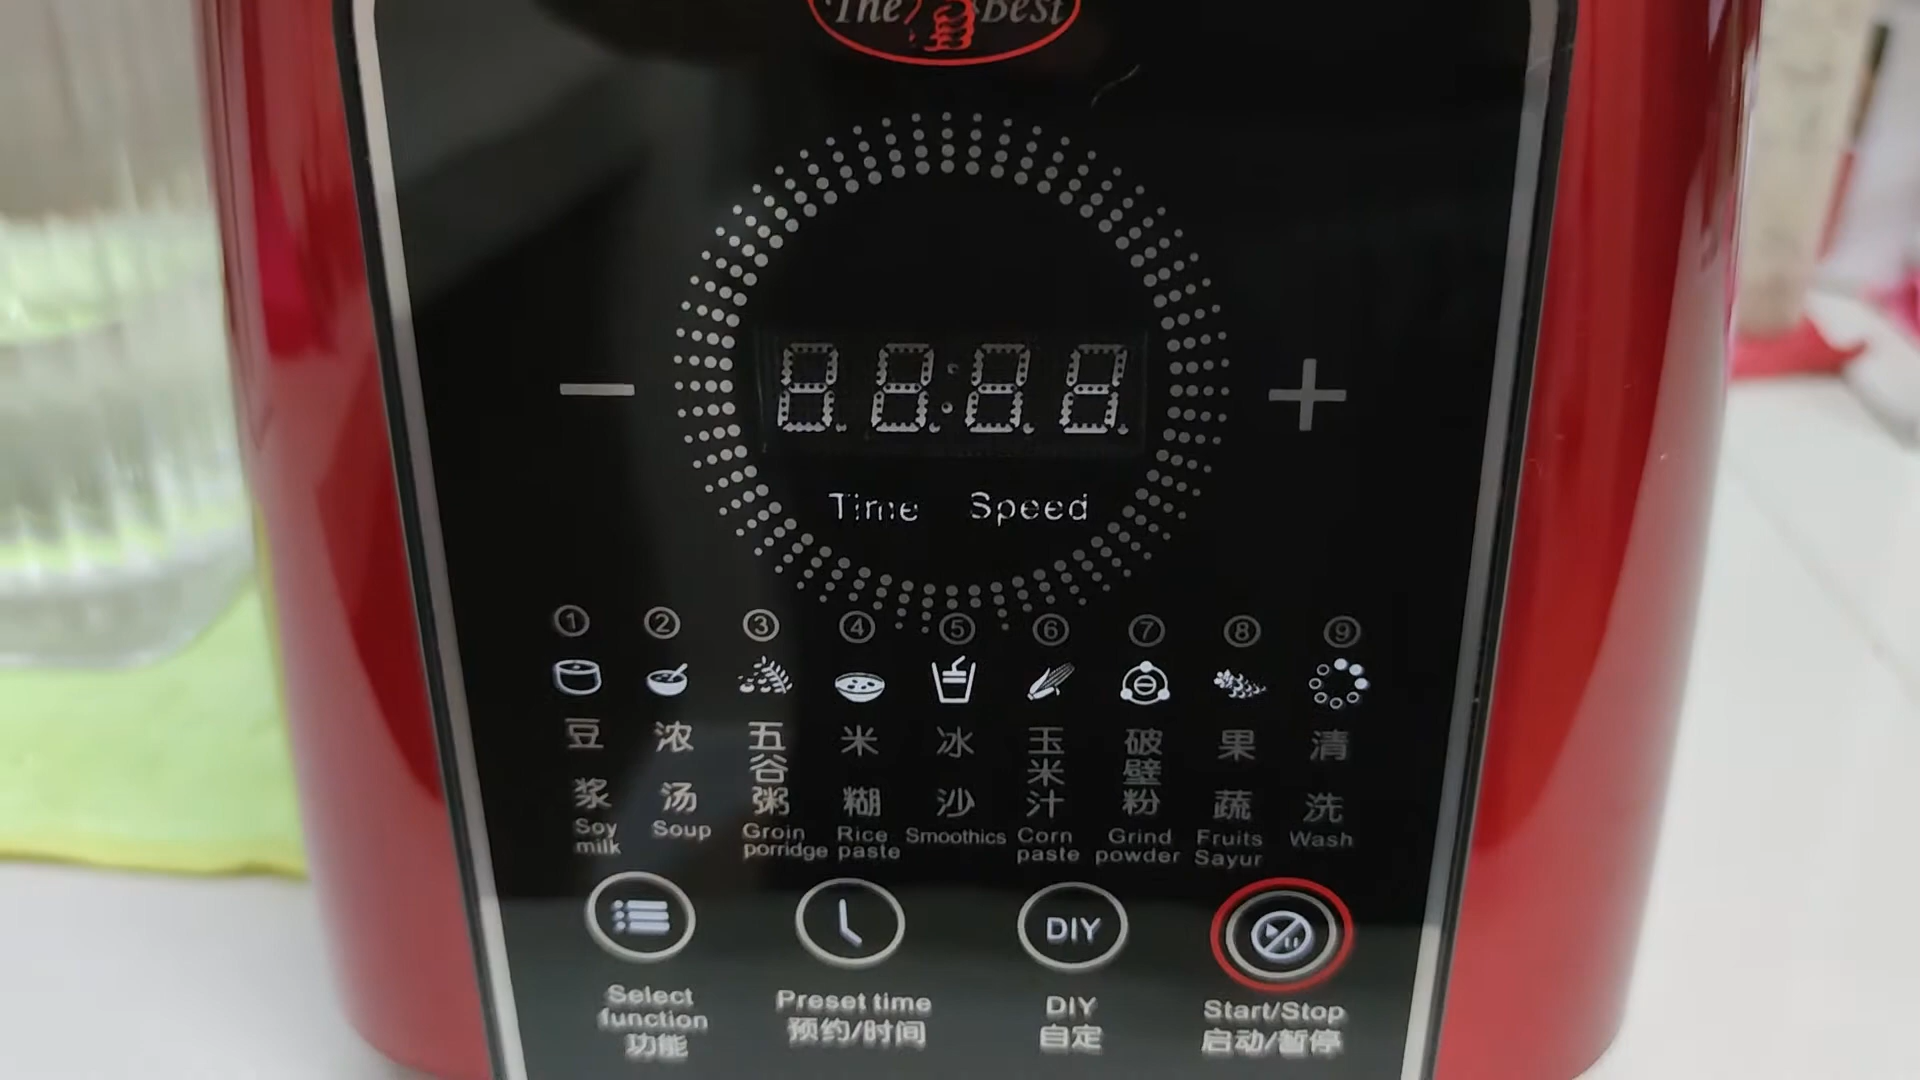 The Best
88:88
Time Speed
① ② ③ ④ ⑤ ⑥ ⑦ ⑧ ⑨
豆浆 浓汤 五谷粥 米糊 冰沙 玉米汁 破壁粉 果蔬 清洗
Soy milk Soup Groin porridge Rice paste Smoothics Corn paste Grind powder Fruits Sayur Wash
DIY
Select function Preset time DIY Start/Stop
功能 预约/时间 自定 启动/暂停